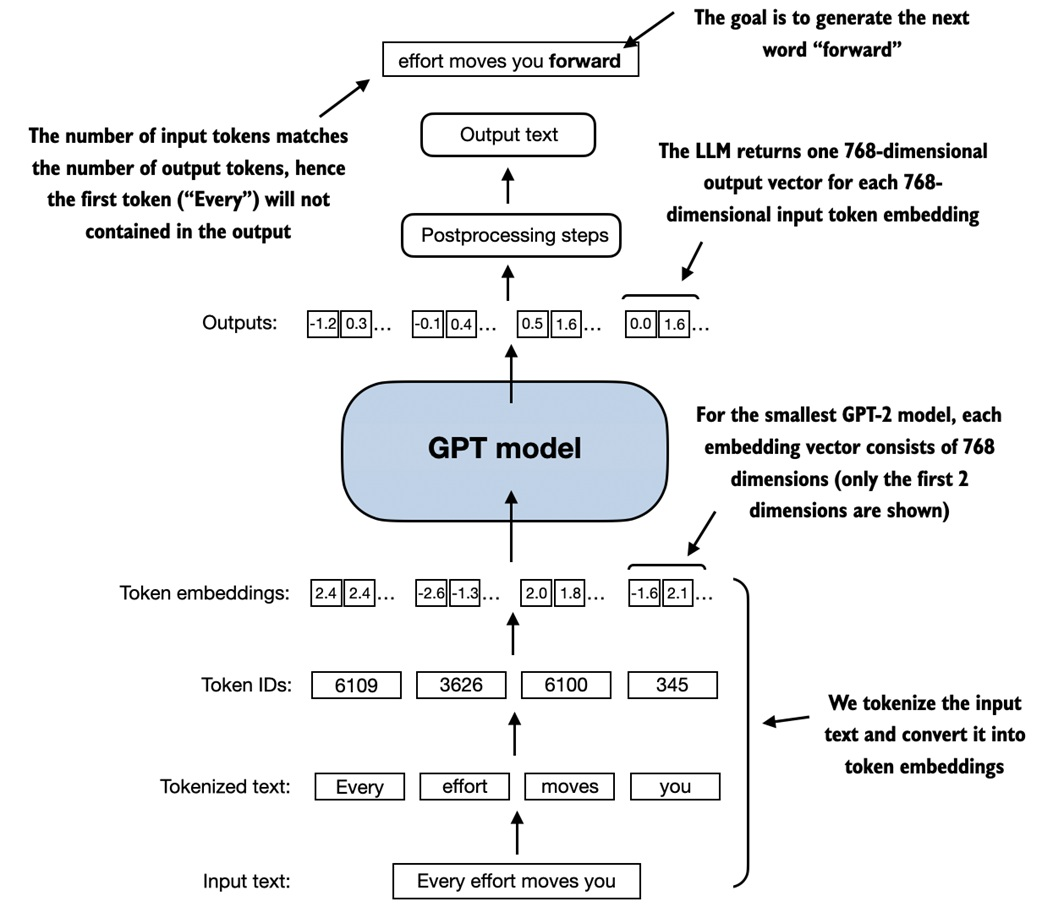 The goal is to generate the next
word “forward”
effort moves you forward
The number of input tokens matches
the number of output tokens, hence
the first token (“Every”) will not
contained in the output
Output text
The LLM returns one 768-dimensional
output vector for each 768-
dimensional input token embedding
Postprocessing steps
Outputs: -1.2 0.3 ... -0.1 0.4 ... 0.5 1.6 ... 0.0 1.6 ...
GPT model
For the smallest GPT-2 model, each
embedding vector consists of 768
dimensions (only the first 2
dimensions are shown)
Token embeddings: 2.4 2.4 ... -2.6 -1.3 ... 2.0 1.8 ... -1.6 2.1 ...
Token IDs: 6109 3626 6100 345
We tokenize the input
text and convert it into
token embeddings
Tokenized text: Every effort moves you
Input text: Every effort moves you